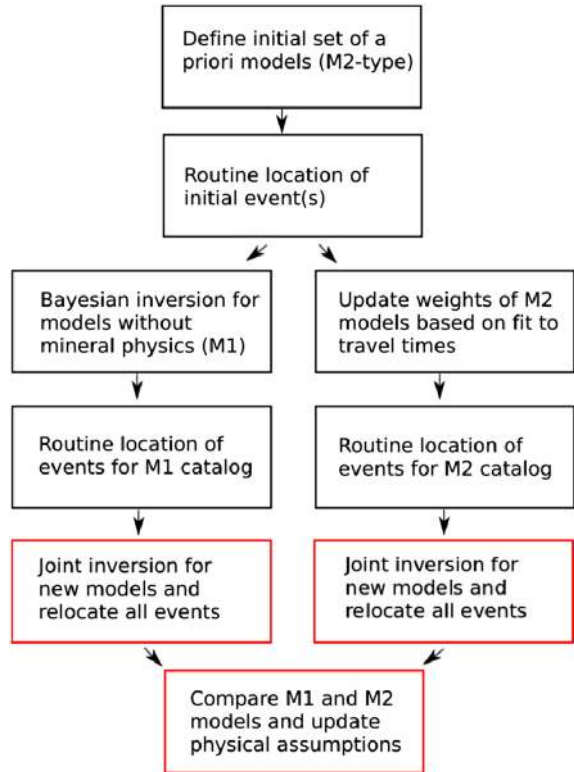 Define initial set of a
priori models (M2-type)
Routine location of
initial event(s)
Bayesian inversion for
models without
mineral physics (M1)
Update weights of M2
models based on fit to
travel times
Routine location of
events for M1 catalog
Routine location of
events for M2 catalog
Joint inversion for
new models and
relocate all events
Joint inversion for
new models and
relocate all events
Compare M1 and M2
models and update
physical assumptions